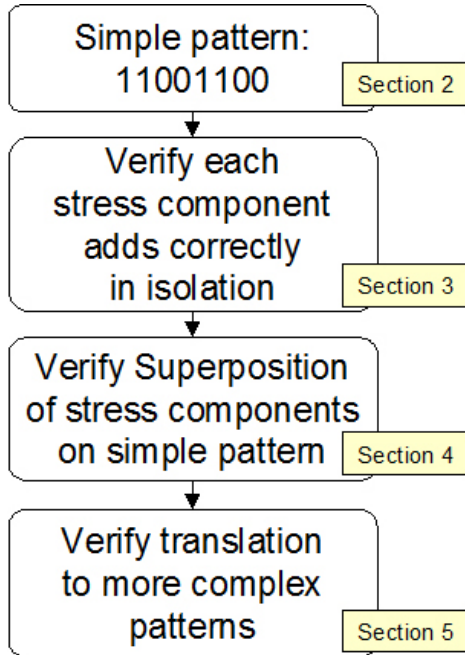 Simple pattern:
11001100
Section 2
Verify each
stress component
adds correctly
in isolation
Section 3
Verify Superposition
of stress components
on simple pattern
Section 4
Verify translation
to more complex
patterns
Section 5